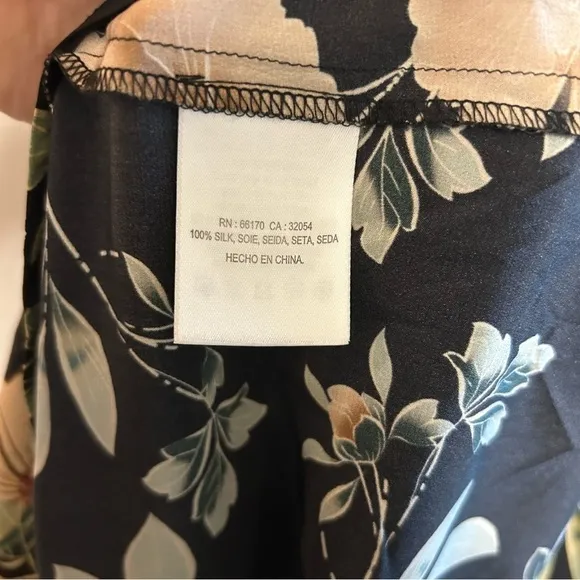 RN : 66170 CA : 32054
100% SILK, SOIE, SEIDA, SETA, SEDA
HECHO EN CHINA.